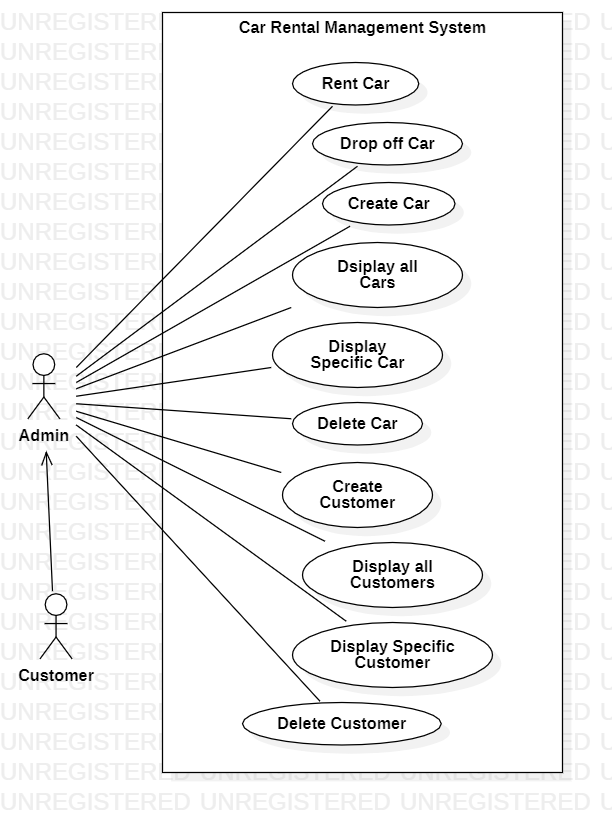 Car Rental Management System
Rent Car
Drop off Car
Create Car
Dsiplay all
Cars
Display
Specific Car
Delete Car
Create
Customer
Display all
Customers
Display Specific
Customer
Delete Customer
Admin
Customer
UNREGISTERED UNREGISTERED UNREGISTERED